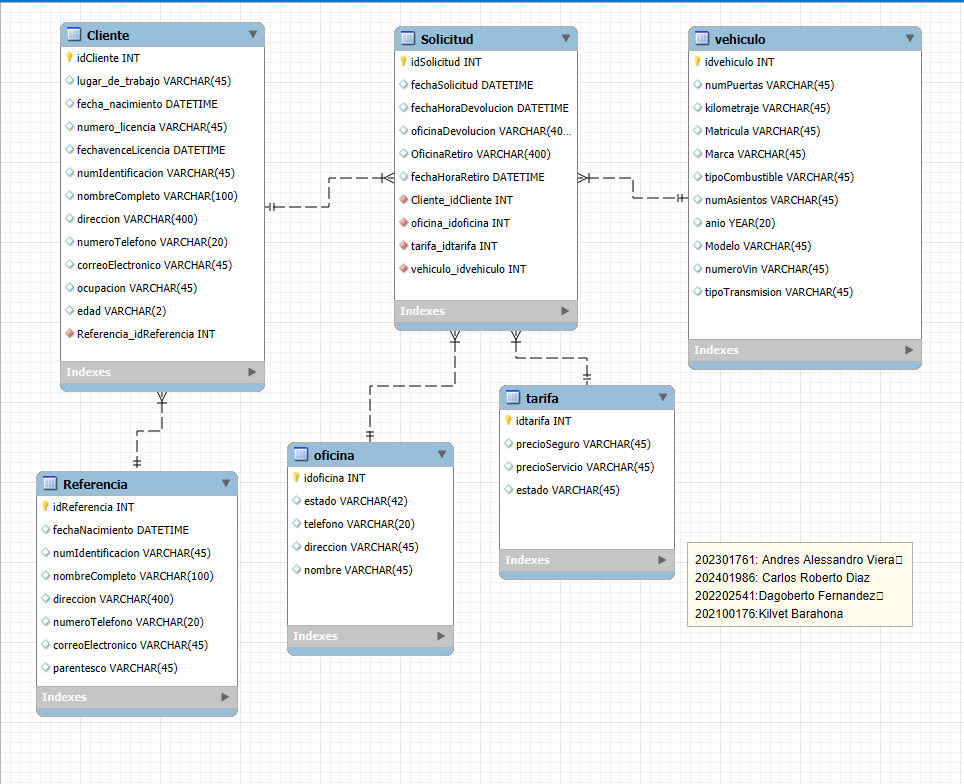 Cliente
idCliente INT
lugar_de_trabajo VARCHAR(45)
fecha_nacimiento DATETIME
numero_licencia VARCHAR(45)
fechavenceLicencia DATETIME
numIdentificacion VARCHAR(45)
nombreCompleto VARCHAR(100)
direccion VARCHAR(400)
numeroTelefono VARCHAR(20)
correoElectronico VARCHAR(45)
ocupacion VARCHAR(45)
edad VARCHAR(2)
Referencia_idReferencia INT
Indexes
Solicitud
idSolicitud INT
fechaSolicitud DATETIME
fechaHoraDevolucion DATETIME
oficinaDevolucion VARCHAR(40...
OficinaRetiro VARCHAR(400)
fechaHoraRetiro DATETIME
Cliente_idCliente INT
oficina_idoficina INT
tarifa_idtarifa INT
vehiculo_idvehiculo INT
Indexes
vehiculo
idvehiculo INT
numPuertas VARCHAR(45)
kilometraje VARCHAR(45)
Matricula VARCHAR(45)
Marca VARCHAR(45)
tipoCombustible VARCHAR(45)
numAsientos VARCHAR(45)
anio YEAR(20)
Modelo VARCHAR(45)
numeroVin VARCHAR(45)
tipoTransmision VARCHAR(45)
Indexes
Referencia
idReferencia INT
fechaNacimiento DATETIME
numIdentificacion VARCHAR(45)
nombreCompleto VARCHAR(100)
direccion VARCHAR(400)
numeroTelefono VARCHAR(20)
correoElectronico VARCHAR(45)
parentesco VARCHAR(45)
Indexes
oficina
idoficina INT
estado VARCHAR(42)
telefono VARCHAR(20)
direccion VARCHAR(45)
nombre VARCHAR(45)
Indexes
tarifa
idtarifa INT
precioSeguro VARCHAR(45)
precioServicio VARCHAR(45)
estado VARCHAR(45)
Indexes
202301761: Andres Alessandro Viera
202401986: Carlos Roberto Diaz
202202541:Dagoberto Fernandez
202100176:Kilvet Barahona